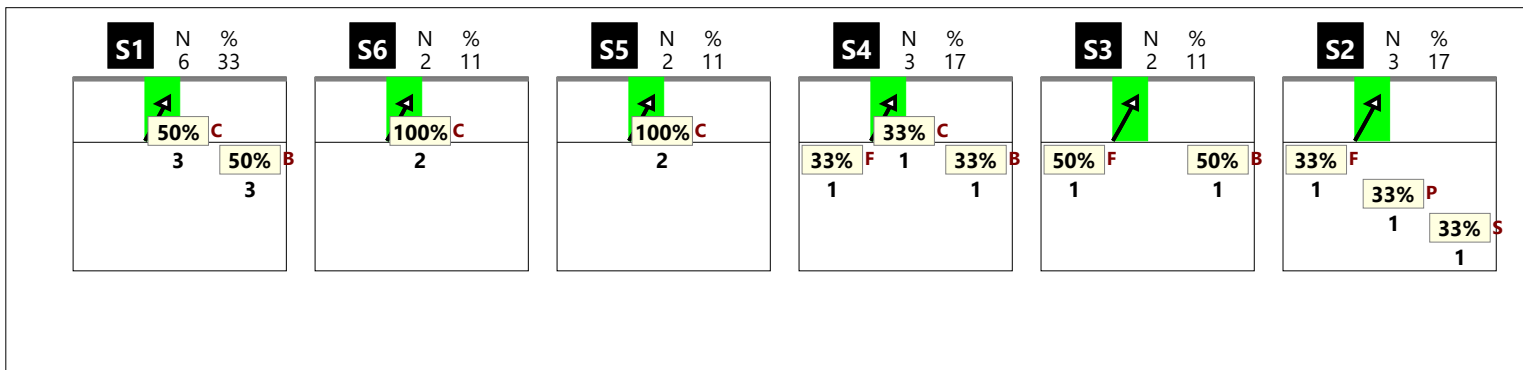 S1 N % 6 33
50% C
3
50% B
3
S6 N % 2 11
100% C
2
S5 N % 2 11
100% C
2
S4 N % 3 17
33% C
1
33% F
1
33% B
1
S3 N % 2 11
50% F
1
50% B
1
S2 N % 3 17
33% F
1
33% P
1
33% S
1